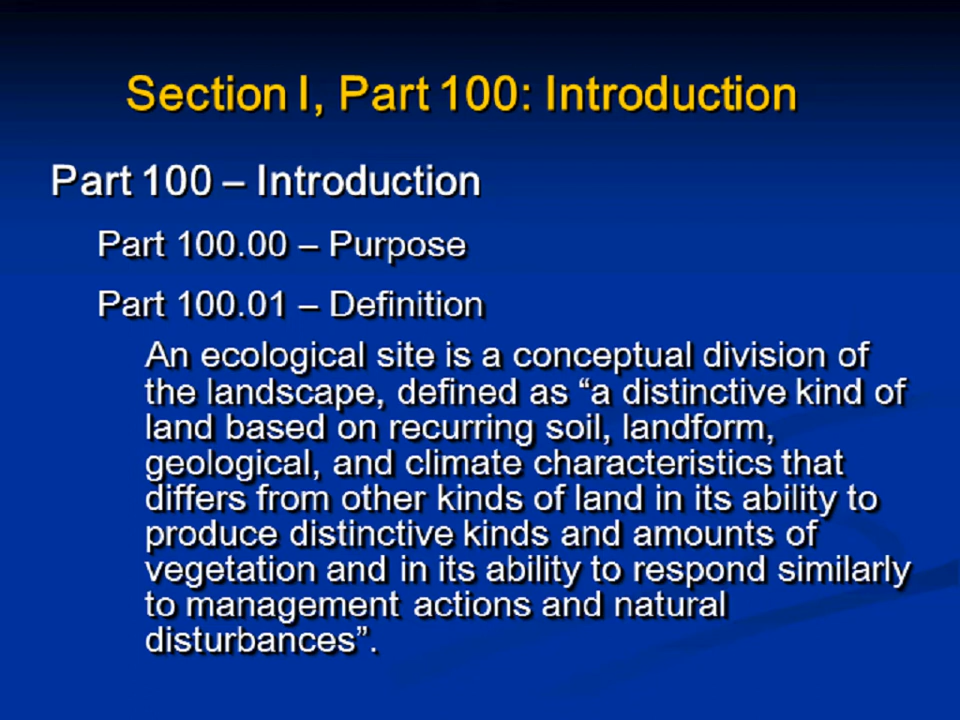 Section I, Part 100: Introduction
Part 100 – Introduction
Part 100.00 – Purpose
Part 100.01 – Definition
An ecological site is a conceptual division of
the landscape, defined as “a distinctive kind of
land based on recurring soil, landform,
geological, and climate characteristics that
differs from other kinds of land in its ability to
produce distinctive kinds and amounts of
vegetation and in its ability to respond similarly
to management actions and natural
disturbances”.